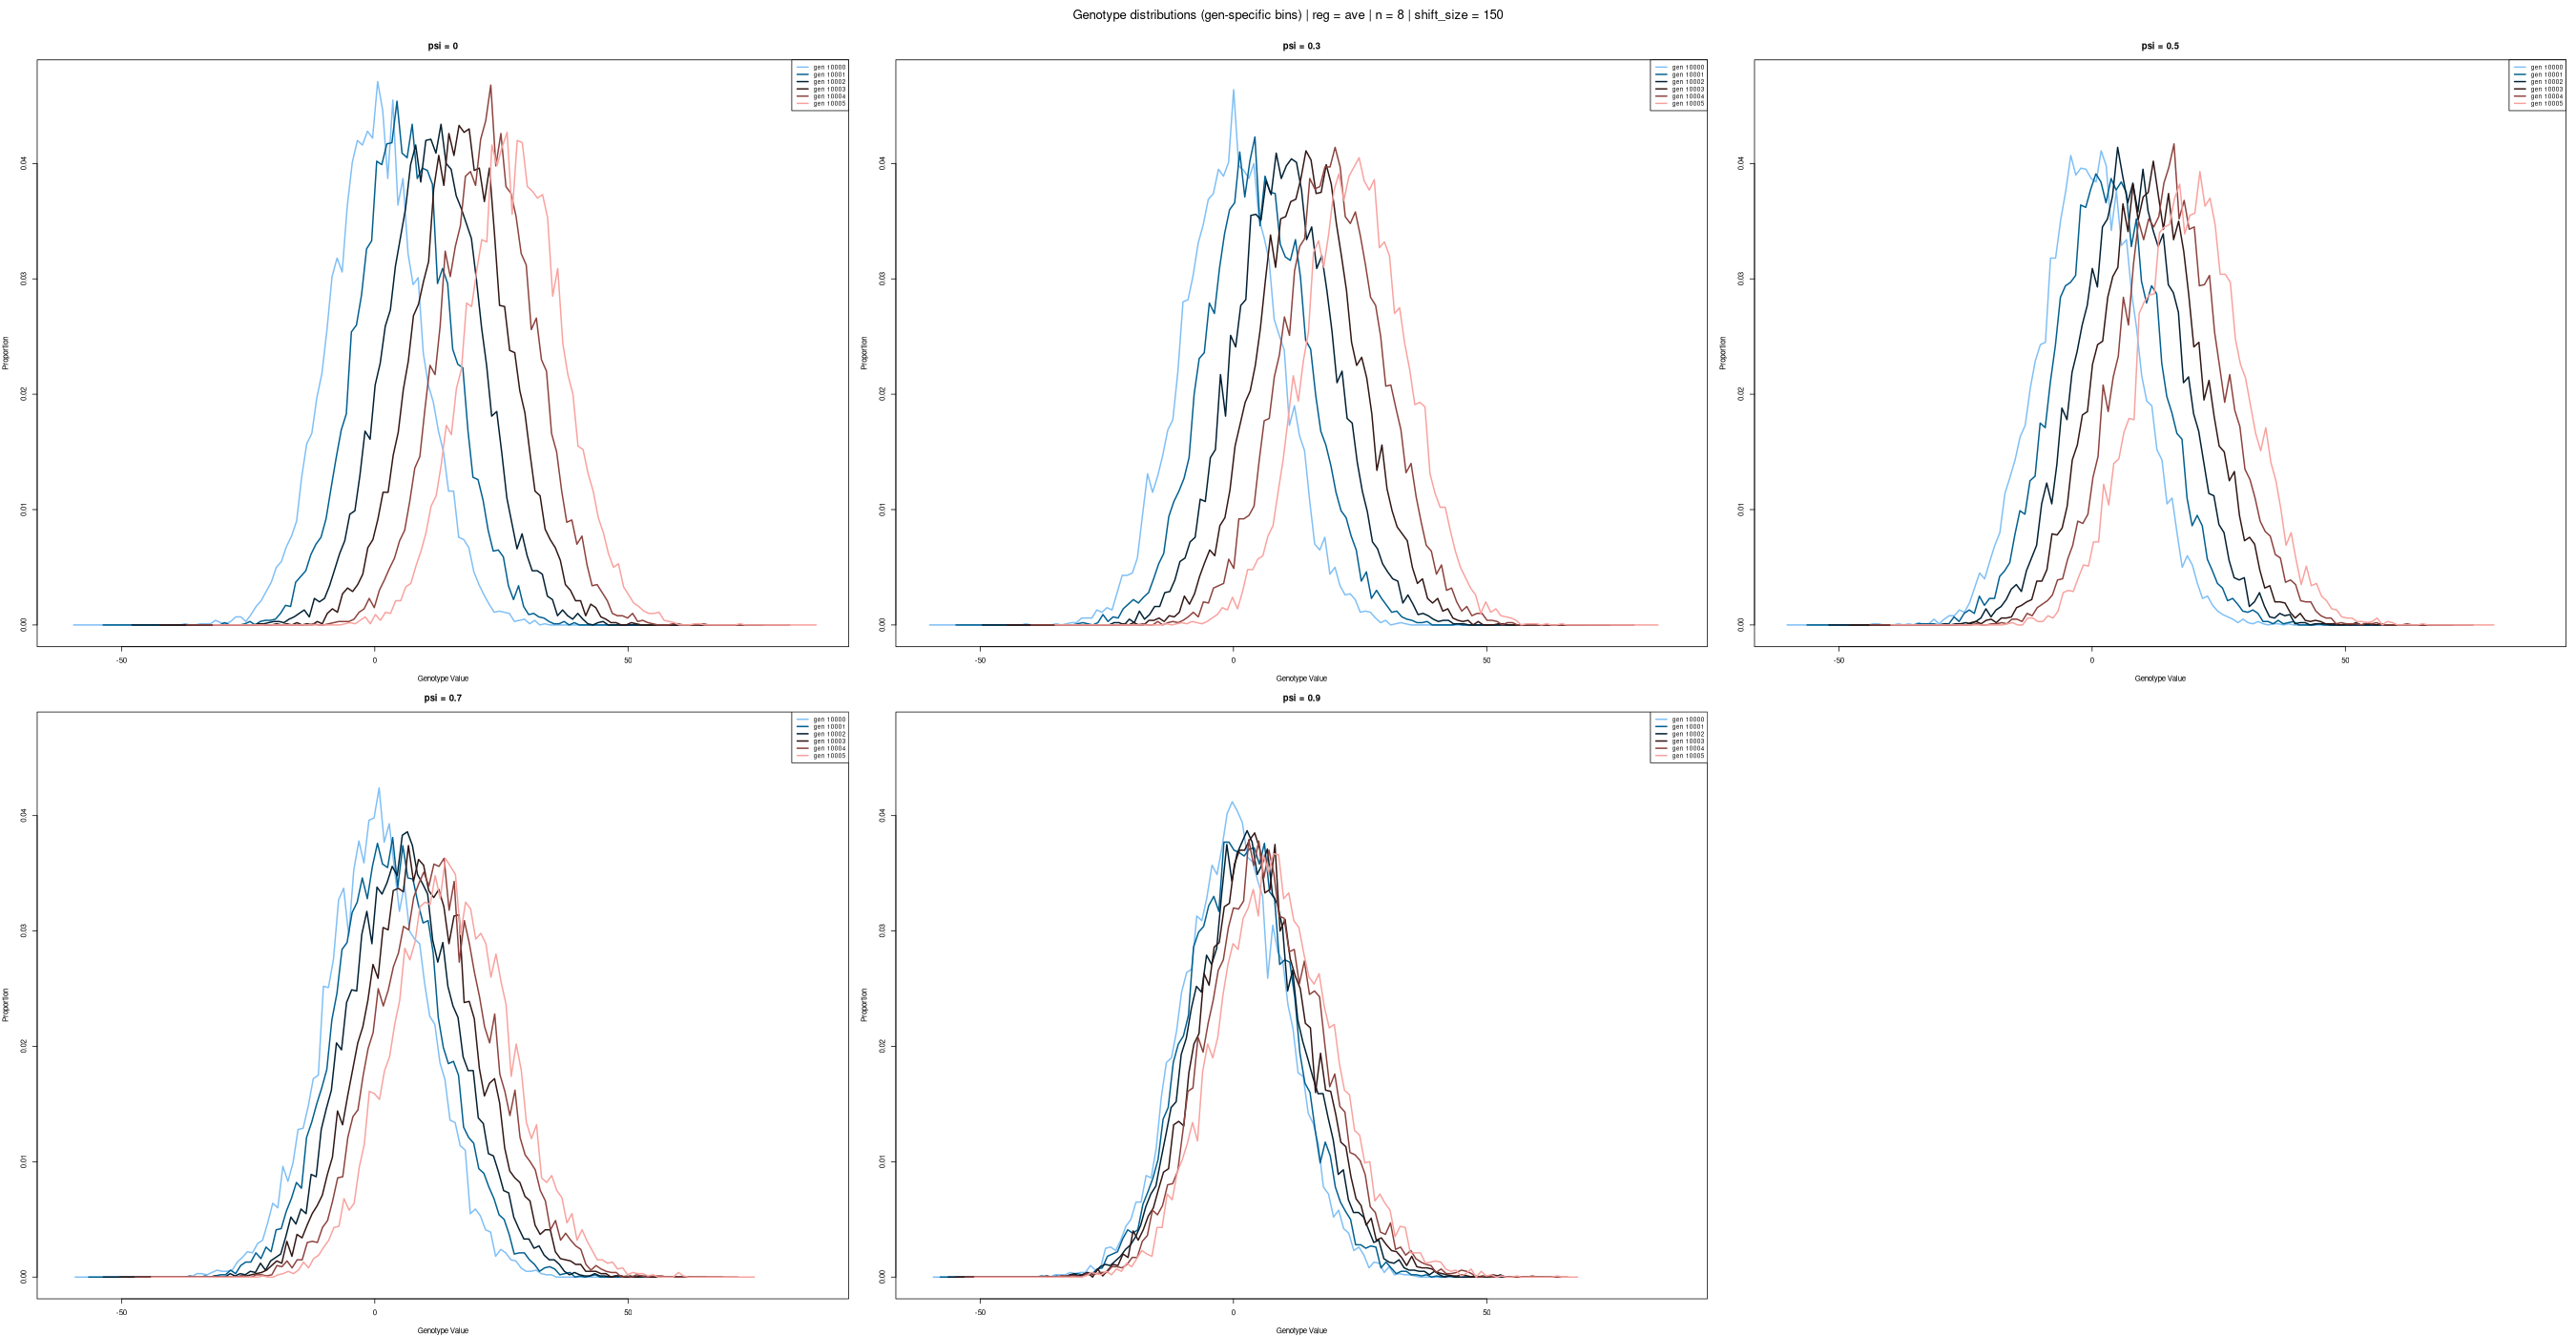 Genotype distributions (gen-specific bins) | reg = ave | n = 8 | shift_size = 150
psi = 0
gen 10000
gen 10001
gen 10002
gen 10003
gen 10004
gen 10005
Proportion
0.04
0.03
0.02
0.01
0.00
-50 0 50
Genotype Value
psi = 0.3
gen 10000
gen 10001
gen 10002
gen 10003
gen 10004
gen 10005
Proportion
0.04
0.03
0.02
0.01
0.00
-50 0 50
Genotype Value
psi = 0.5
gen 10000
gen 10001
gen 10002
gen 10003
gen 10004
gen 10005
Proportion
0.04
0.03
0.02
0.01
0.00
-50 0 50
Genotype Value
psi = 0.7
gen 10000
gen 10001
gen 10002
gen 10003
gen 10004
gen 10005
Proportion
0.04
0.03
0.02
0.01
0.00
-50 0 50
Genotype Value
psi = 0.9
gen 10000
gen 10001
gen 10002
gen 10003
gen 10004
gen 10005
Proportion
0.04
0.03
0.02
0.01
0.00
-50 0 50
Genotype Value